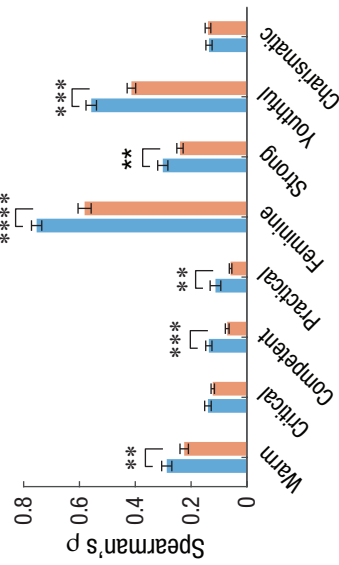 Spearman's ρ
0.8
0.6
0.4
0.2
0
**
***
**
****
**
****
Warm
Critical
Competent
Practical
Feminine
Strong
Youthful
Charismatic